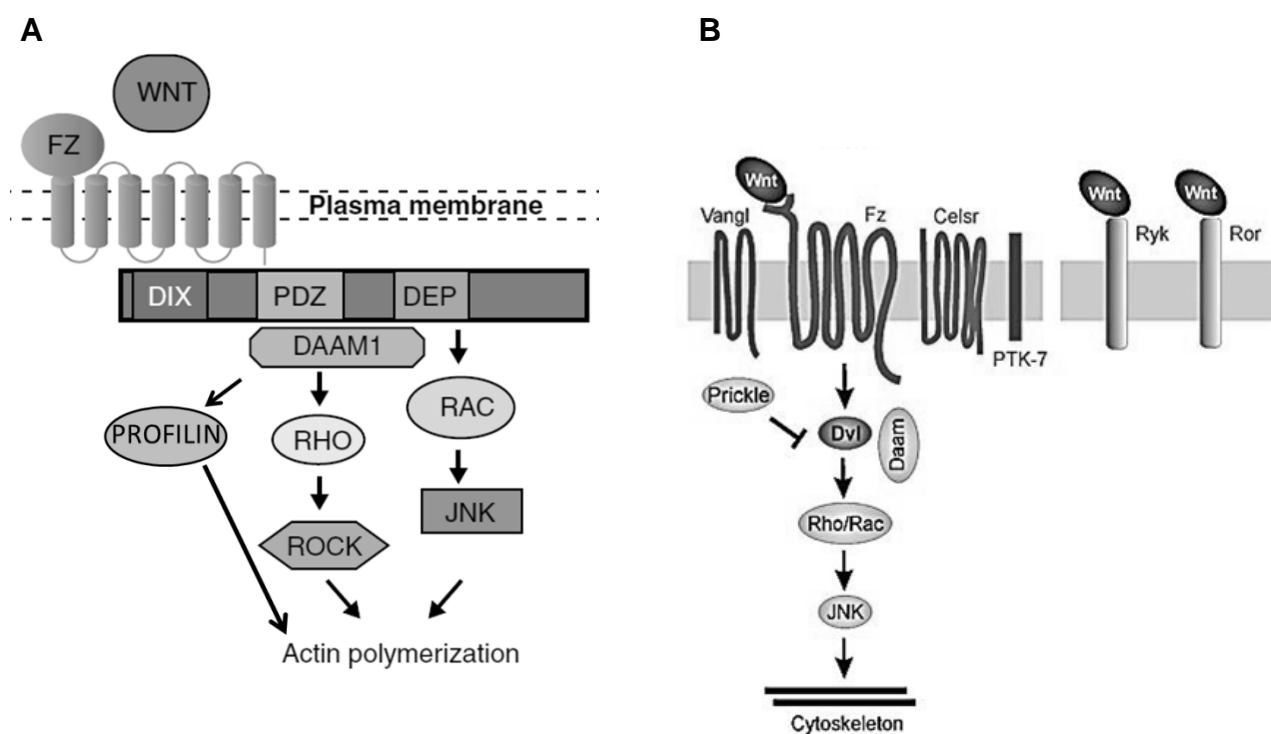 A
WNT
FZ
Plasma membrane
DIX PDZ DEP
DAAM1
RAC
PROFILIN
RHO
JNK
ROCK
Actin polymerization
B
Wnt
Vangl Fz Celsr
PTK-7
Wnt Wnt
Ryk Ror
Prickle
Dvl
Daam
Rho/Rac
JNK
Cytoskeleton